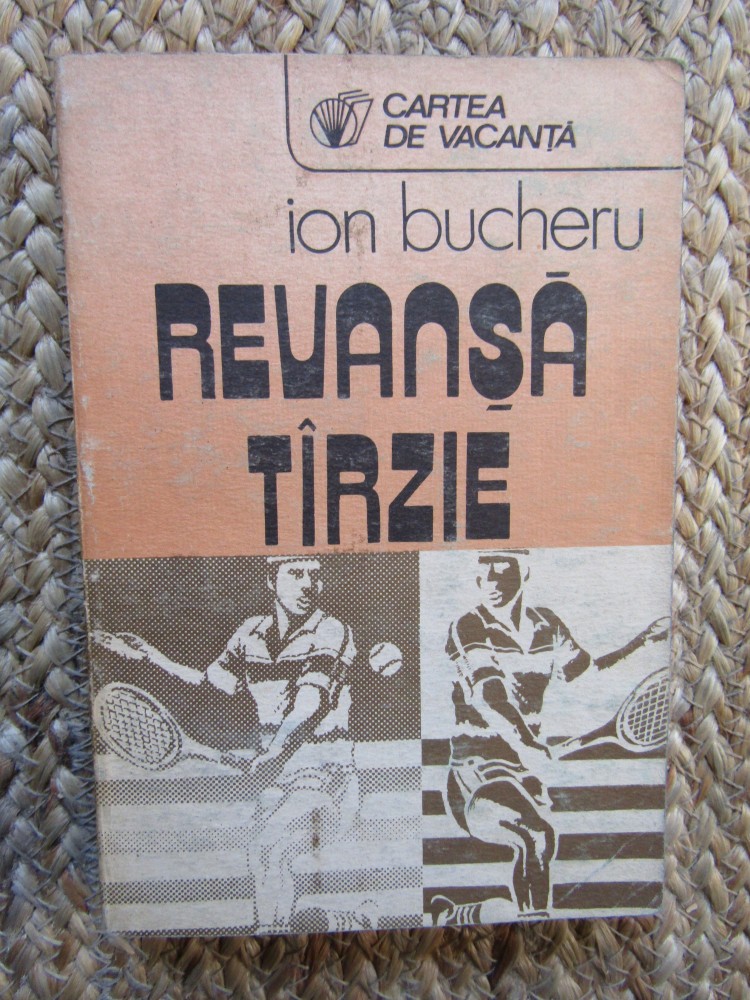 CARTEA
DE VACANȚĂ
ion bucheru
REVANȘĂ
TÎRZIE